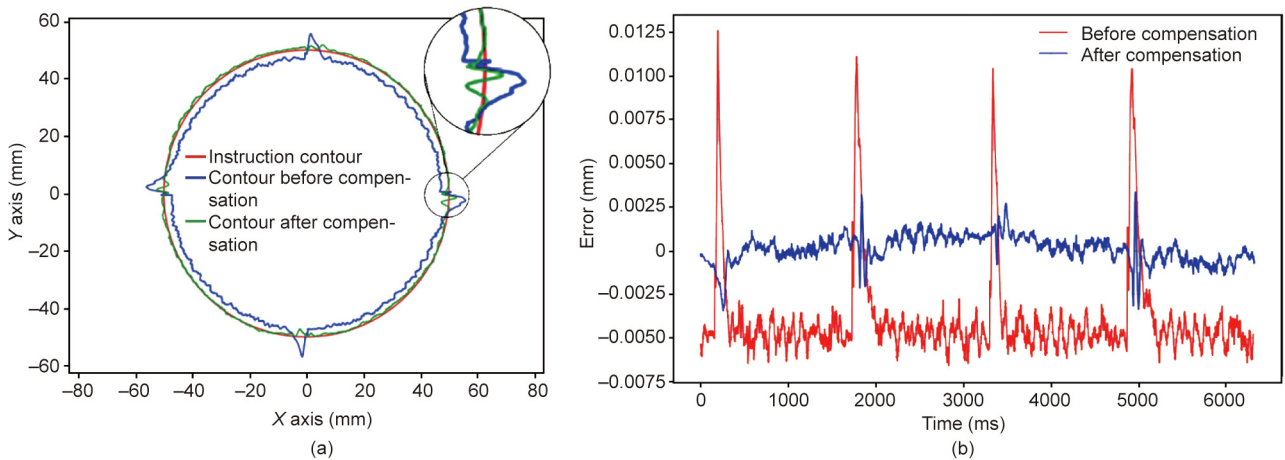 60
40
20
0
–20
–40
–60
Y axis (mm)
Instruction contour
Contour before compen-
sation
Contour after compen-
sation
–80
–60
–40
–20
0
20
40
60
80
X axis (mm)
(a)
0.0125
0.0100
0.0075
0.0050
0.0025
0
–0.0025
–0.0050
–0.0075
Error (mm)
Before compensation
After compensation
0
1000
2000
3000
4000
5000
6000
Time (ms)
(b)